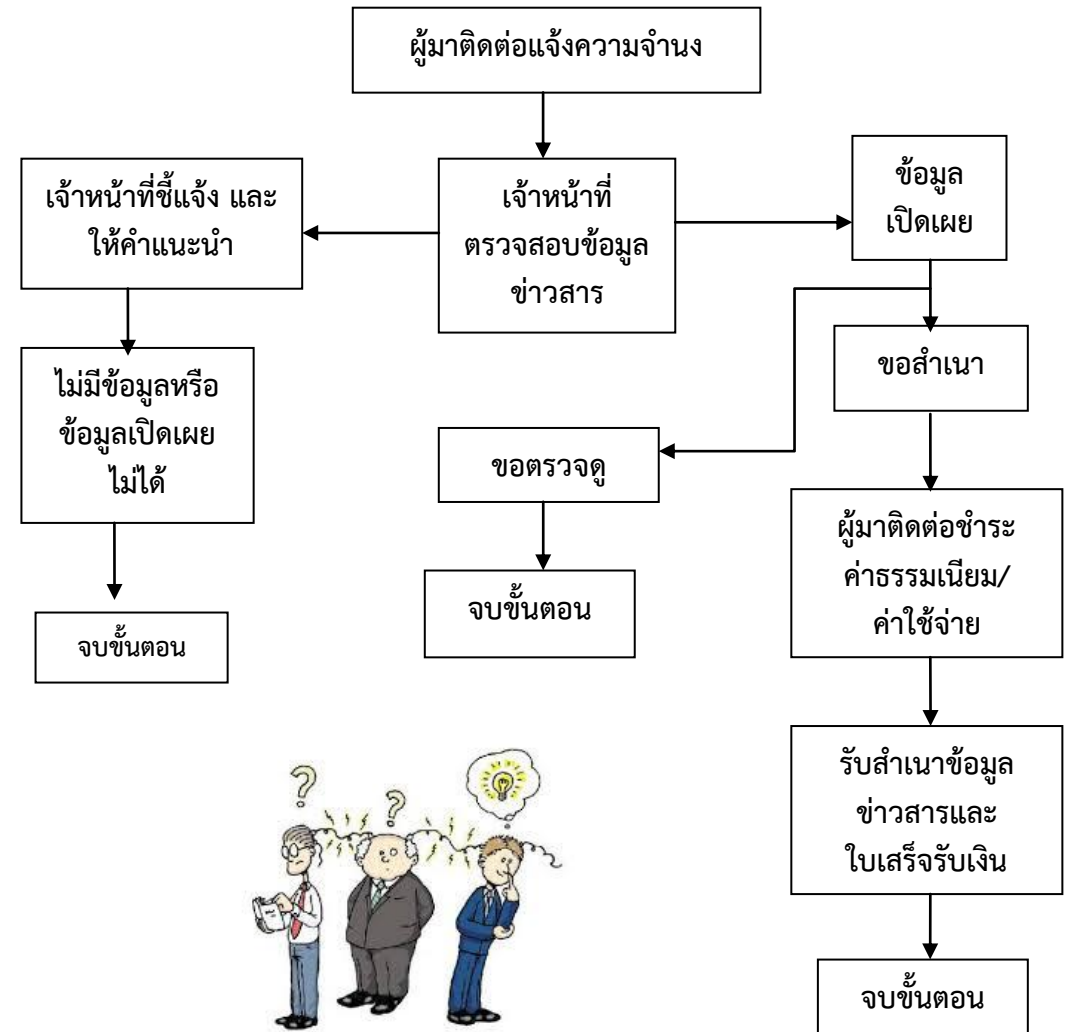 ผู้มาติดต่อแจ้งความจำนง
เจ้าหน้าที่ชี้แจง และ
ให้คำแนะนำ
เจ้าหน้าที่
ตรวจสอบข้อมูล
ข่าวสาร
ข้อมูล
เปิดเผย
ไม่มีข้อมูลหรือ
ข้อมูลเปิดเผย
ไม่ได้
ขอสำเนา
ขอตรวจดู
ผู้มาติดต่อชำระ
ค่าธรรมเนียม/
ค่าใช้จ่าย
จบขั้นตอน
จบขั้นตอน
รับสำเนาข้อมูล
ข่าวสารและ
ใบเสร็จรับเงิน
? ?
จบขั้นตอน